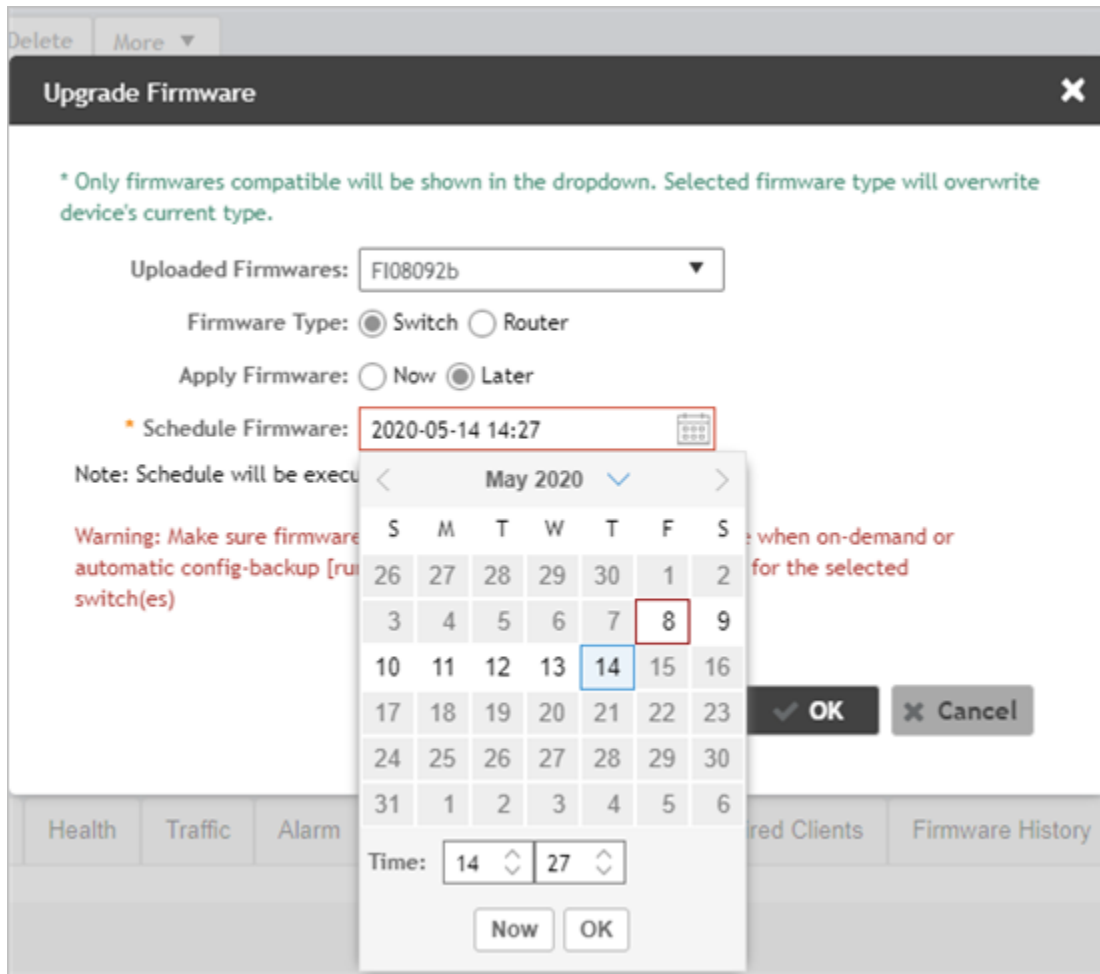 Delete More
Upgrade Firmware
* Only firmwares compatible will be shown in the dropdown. Selected firmware type will overwrite
device's current type.
Uploaded Firmwares: FI08092b
Firmware Type: Switch Router
Apply Firmware: Now Later
* Schedule Firmware: 2020-05-14 14:27
Note: Schedule will be execu
May 2020
Warning: Make sure firmware when on-demand or
automatic config-backup [ru for the selected
switch(es)
S M T W T F S
26 27 28 29 30 1 2
3 4 5 6 7 8 9
10 11 12 13 14 15 16
17 18 19 20 21 22 23
24 25 26 27 28 29 30
31 1 2 3 4 5 6
OK Cancel
Health Traffic Alarm red Clients Firmware History
Time: 14 27
Now OK